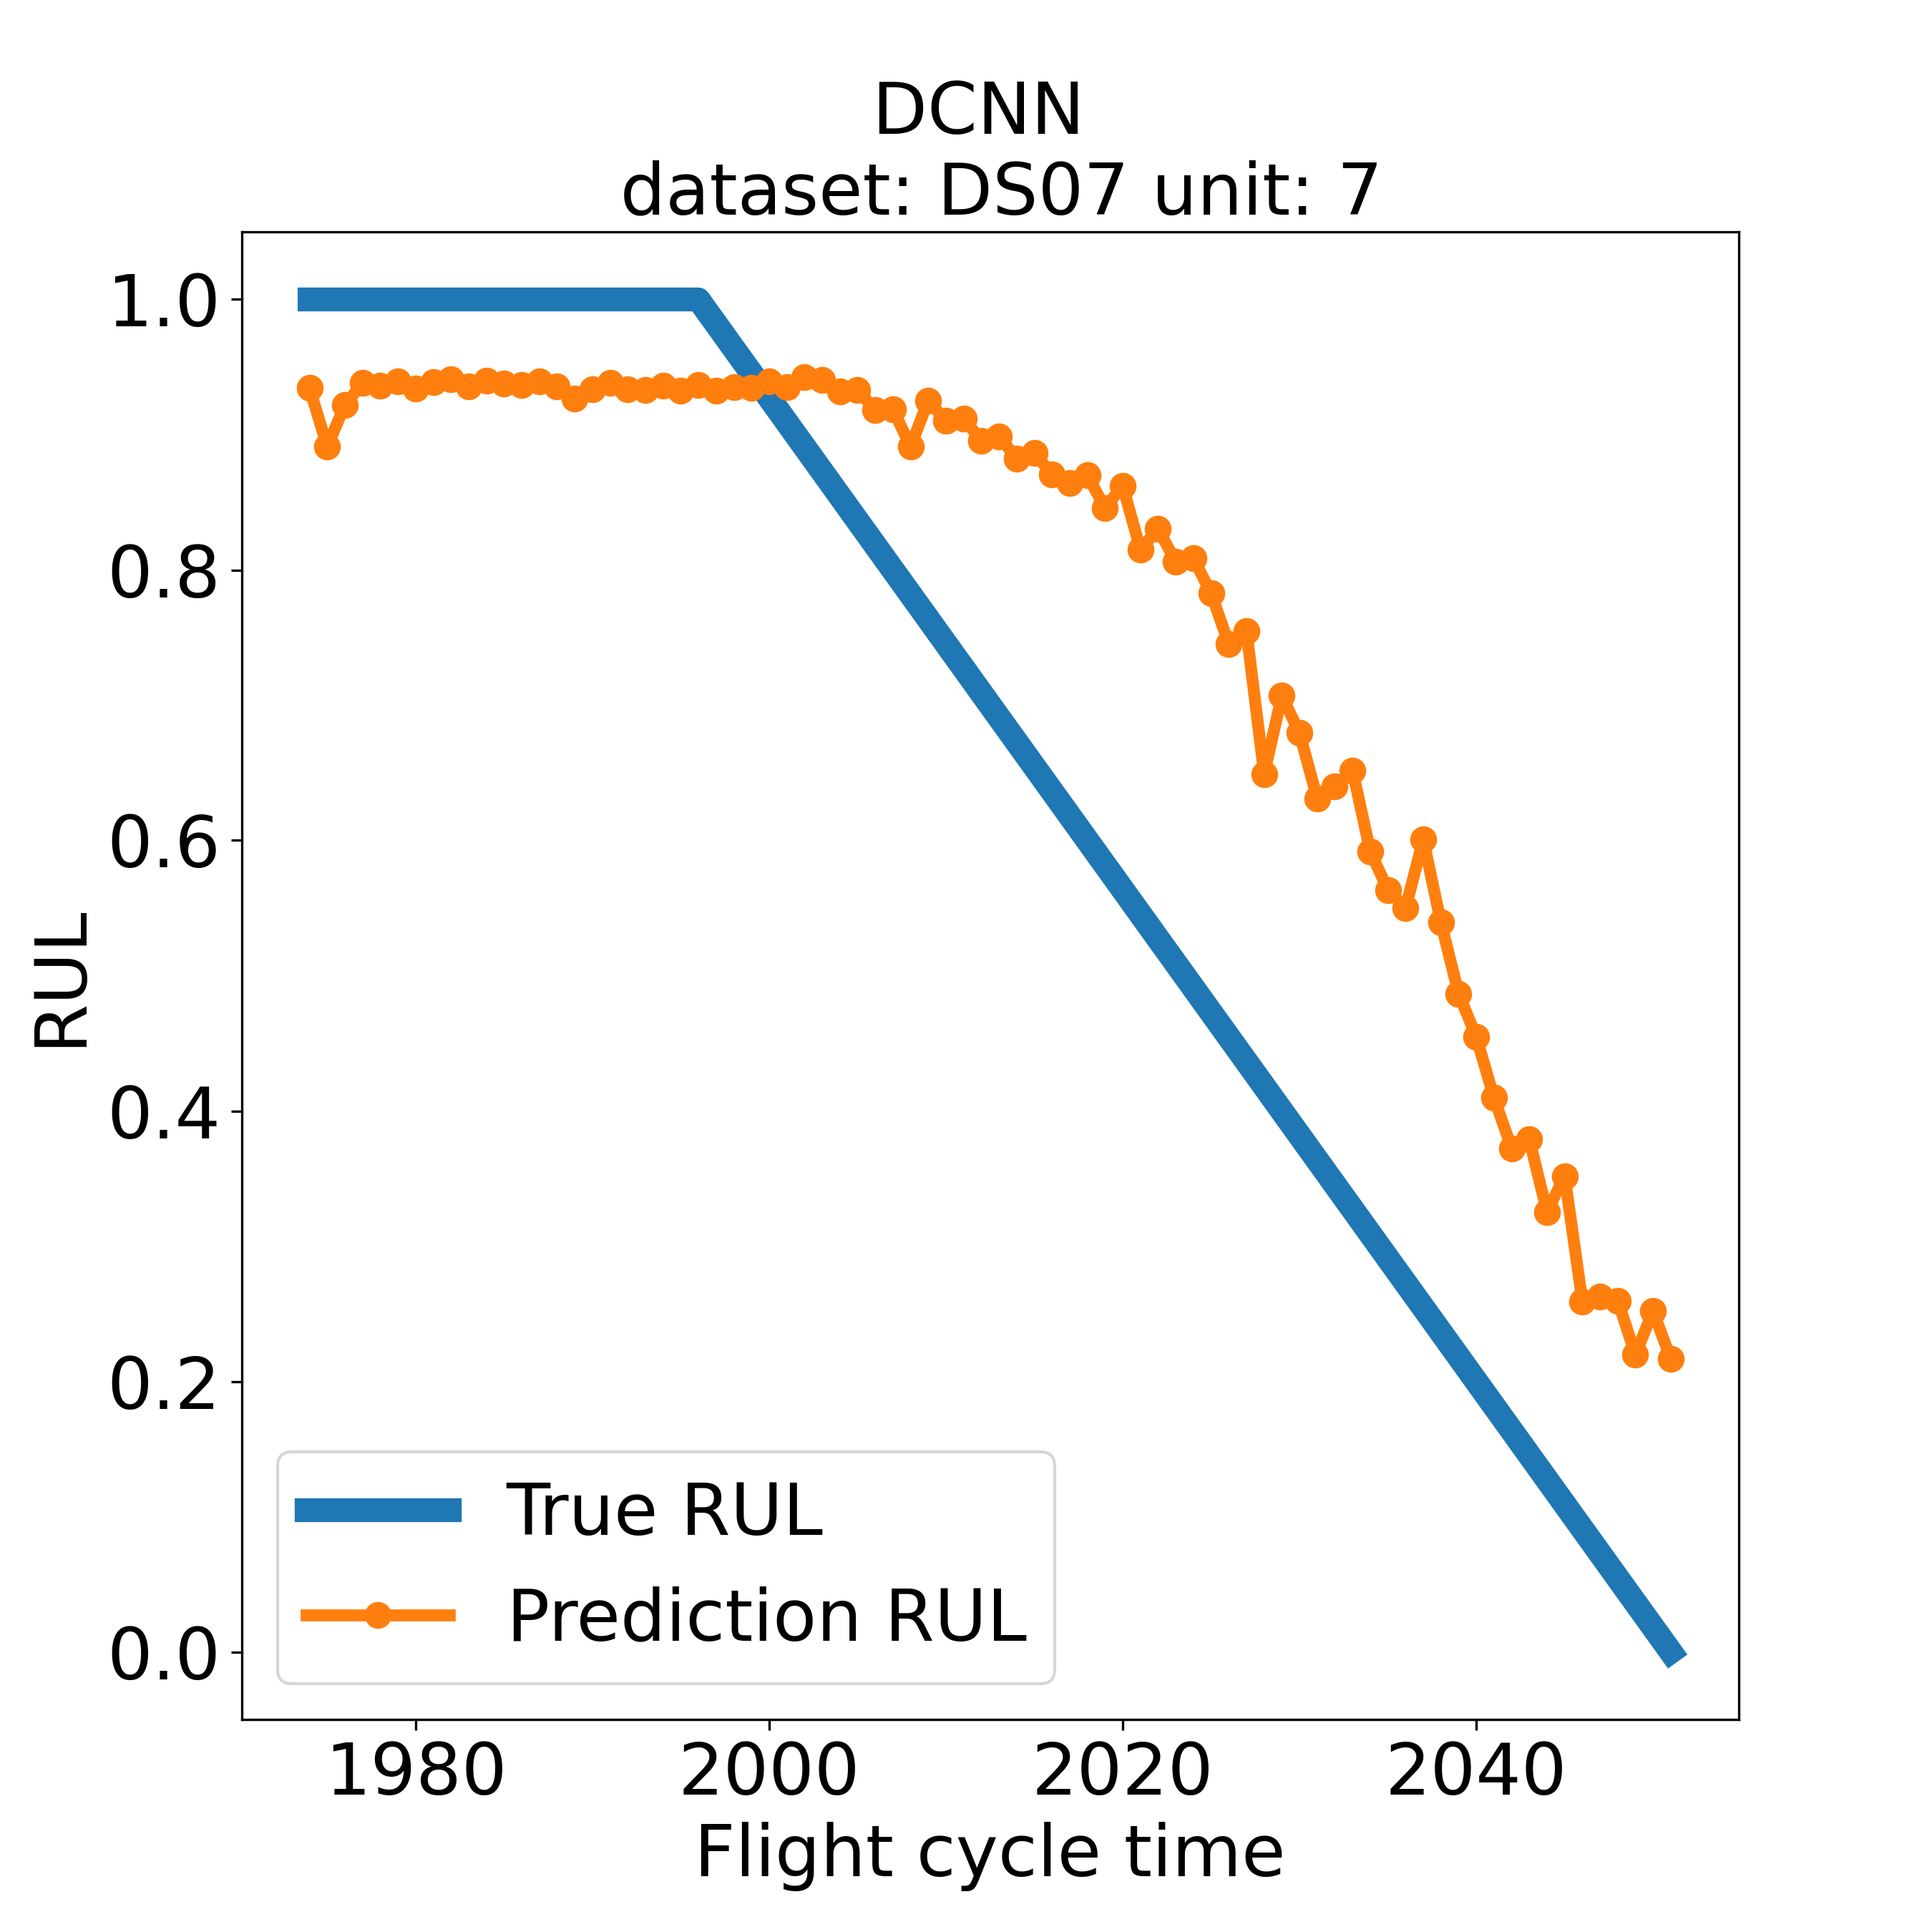 DCNN
dataset: DS07 unit: 7
1.0
0.8
0.6
0.4
0.2
0.0
RUL
True RUL
Prediction RUL
1980 2000 2020 2040
Flight cycle time